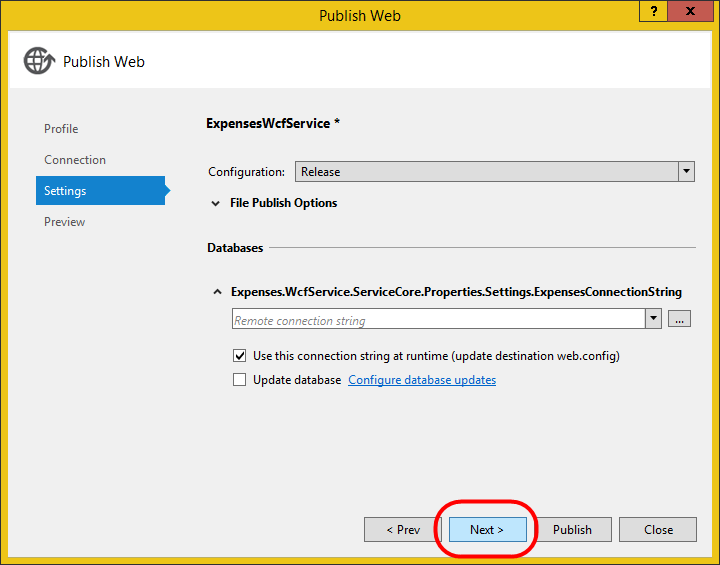 Publish Web
?
x
Publish Web
Profile
Connection
Settings
Preview
ExpensesWcfService *
Configuration:
Release
File Publish Options
Databases
Expenses.WcfService.ServiceCore.Properties.Settings.ExpensesConnectionString
Remote connection string
...
Use this connection string at runtime (update destination web.config)
Update database Configure database updates
< Prev
Next >
Publish
Close